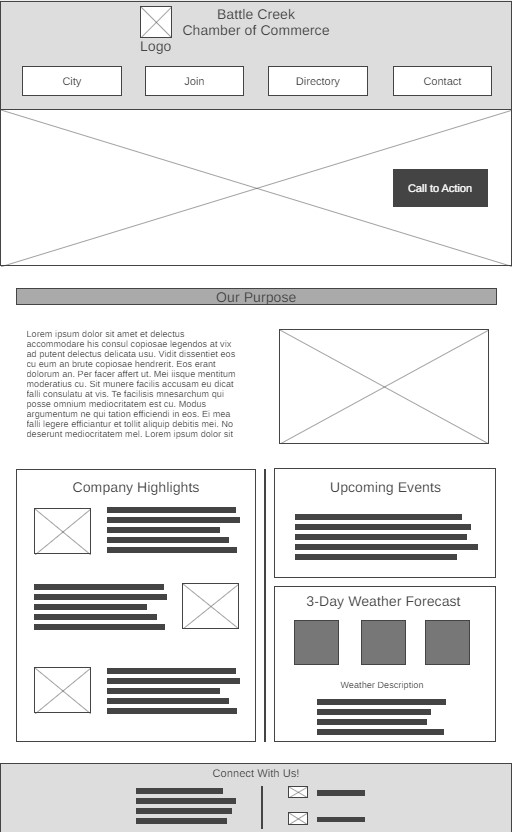 Battle Creek
Chamber of Commerce
Logo
City
Join
Directory
Contact
Call to Action
Our Purpose
Lorem ipsum dolor sit amet et delectus
accommodare his consul copiosae legendos at vix
ad putent delectus delicata usu. Vidit dissentiet eos
cu eum an brute copiosae hendrerit. Eos erant
dolorum an. Per facer affert ut. Mei iisque mentitum
moderatius cu. Sit munere facilis accusam eu dicat
falli consulatu at vis. Te facilisis mnesarchum qui
posse omnium mediocritatem est cu. Modus
argumentum ne qui tation efficiendi in eos. Ei mea
falli legere efficiantur et tollit aliquip debitis mei. No
deserunt mediocritatem mel. Lorem ipsum dolor sit
Company Highlights
Upcoming Events
3-Day Weather Forecast
Weather Description
Connect With Us!